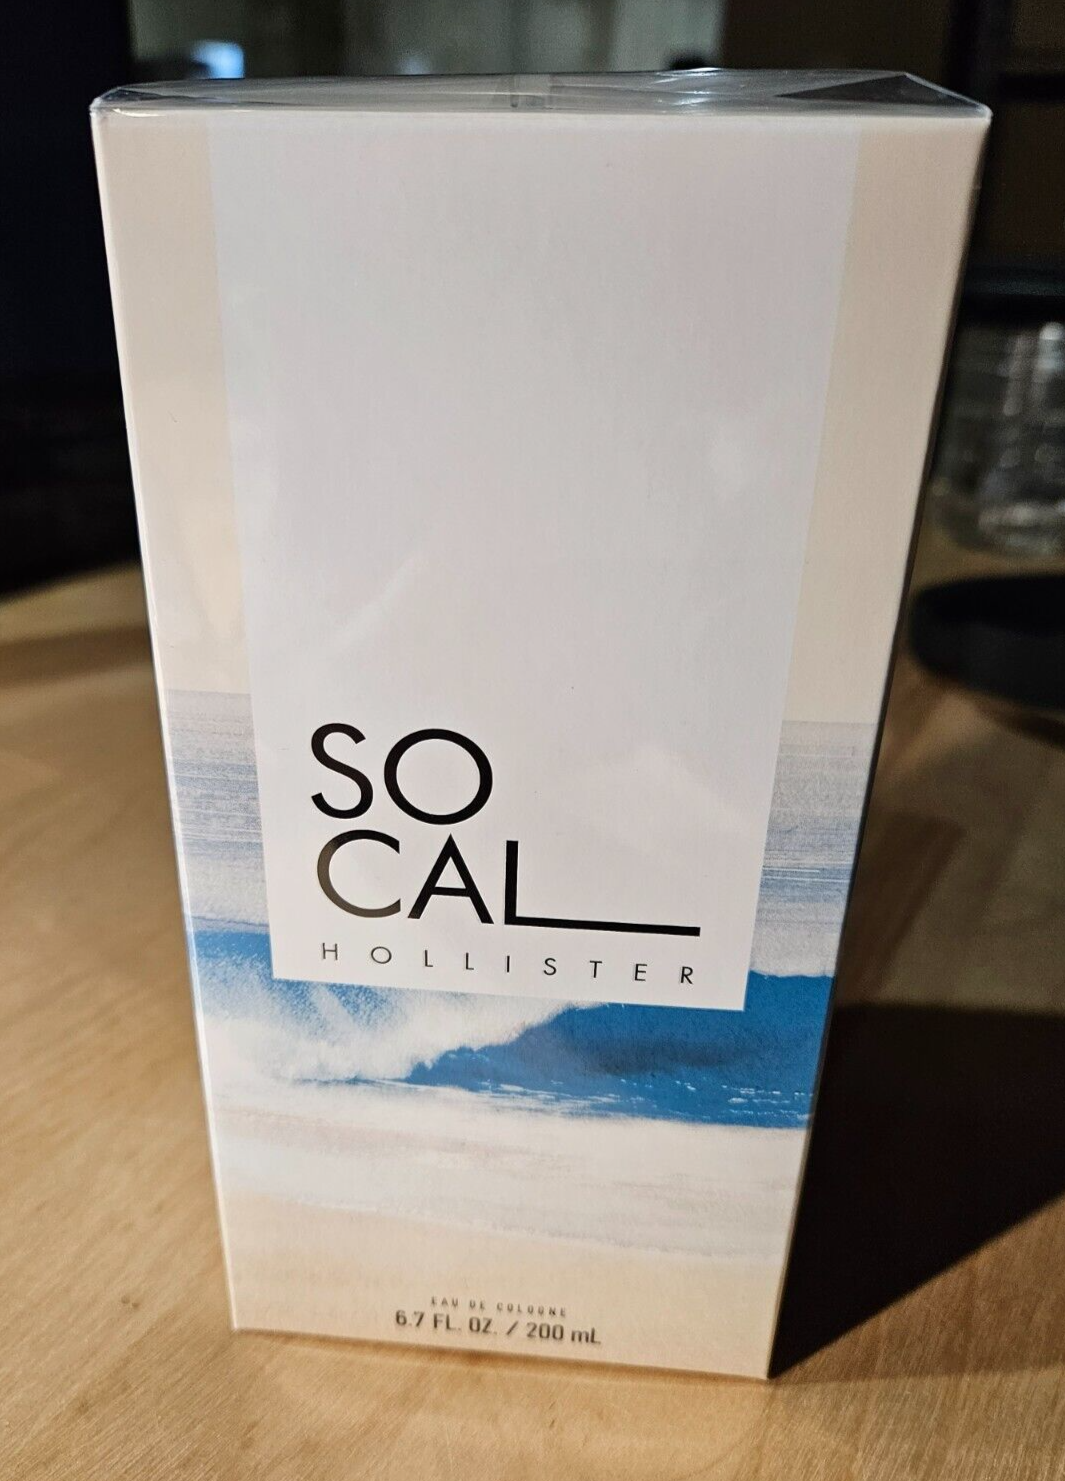 SO
CAL
HOLLISTER
EAU DE COLOGNE
6.7 FL. OZ. / 200 mL